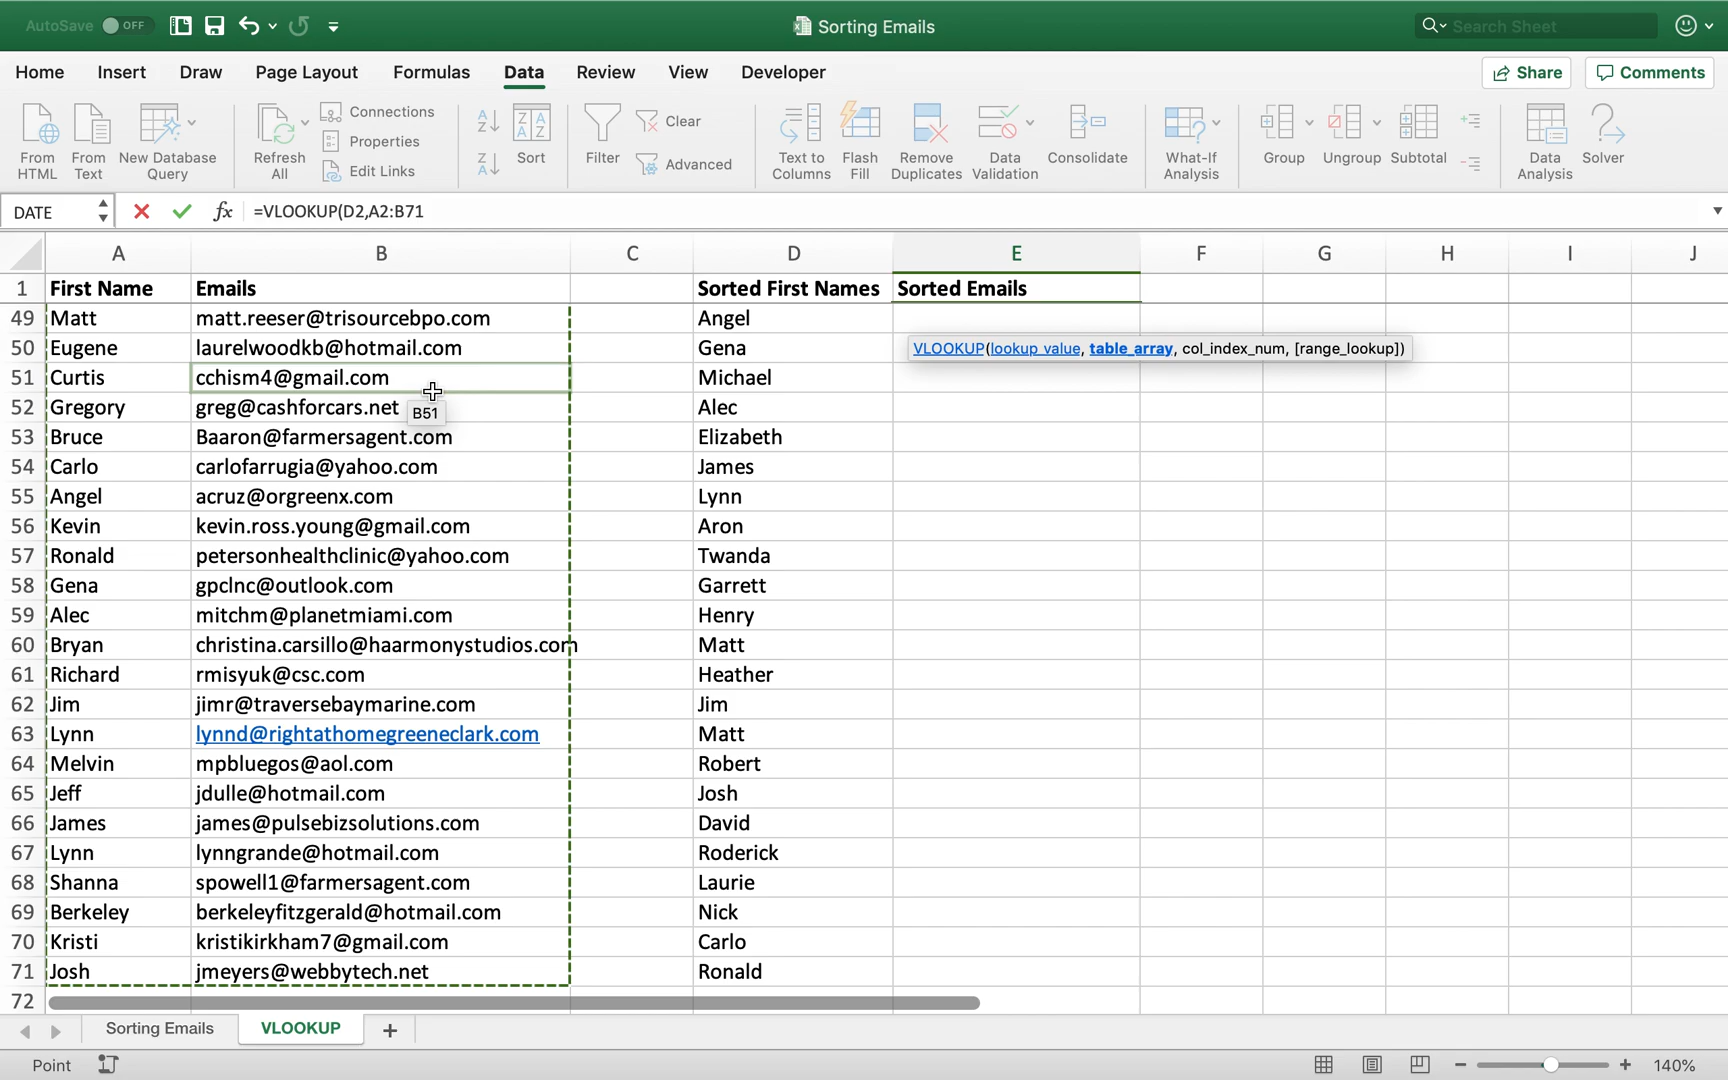 AutoSave OFF Sorting Emails Search Sheet
Home Insert Draw Page Layout Formulas Data Review View Developer Share Comments
From HTML From Text New Database Query Refresh All Connections Properties Edit Links Sort Filter Clear Advanced Text to Columns Flash Fill Remove Duplicates Data Validation Consolidate What-If Analysis Group Ungroup Subtotal Data Analysis Solver
DATE fx =VLOOKUP(D2,A2:B71
A B C D E F G H I J
1 First Name Emails Sorted First Names Sorted Emails
49 Matt matt.reeser@trisourcebpo.com Angel
50 Eugene laurelwoodkb@hotmail.com Gena VLOOKUP(lookup value, table_array, col_index_num, [range_lookup])
51 Curtis cchism4@gmail.com Michael
52 Gregory greg@cashforcars.net B51 Alec
53 Bruce Baaron@farmersagent.com Elizabeth
54 Carlo carlofarrugia@yahoo.com James
55 Angel acruz@orgreenx.com Lynn
56 Kevin kevin.ross.young@gmail.com Aron
57 Ronald petersonhealthclinic@yahoo.com Twanda
58 Gena gpclnc@outlook.com Garrett
59 Alec mitchm@planetmiami.com Henry
60 Bryan christina.carsillo@haarmonystudios.com Matt
61 Richard rmisyuk@csc.com Heather
62 Jim jimr@traversebaymarine.com Jim
63 Lynn lynnd@rightathomegreeneclark.com Matt
64 Melvin mpbluegos@aol.com Robert
65 Jeff jdulle@hotmail.com Josh
66 James james@pulsebizsolutions.com David
67 Lynn lynngrande@hotmail.com Roderick
68 Shanna spowell1@farmersagent.com Laurie
69 Berkeley berkeleyfitzgerald@hotmail.com Nick
70 Kristi kristikirkham7@gmail.com Carlo
71 Josh jmeyers@webbytech.net Ronald
72
Sorting Emails VLOOKUP +
Point 140%